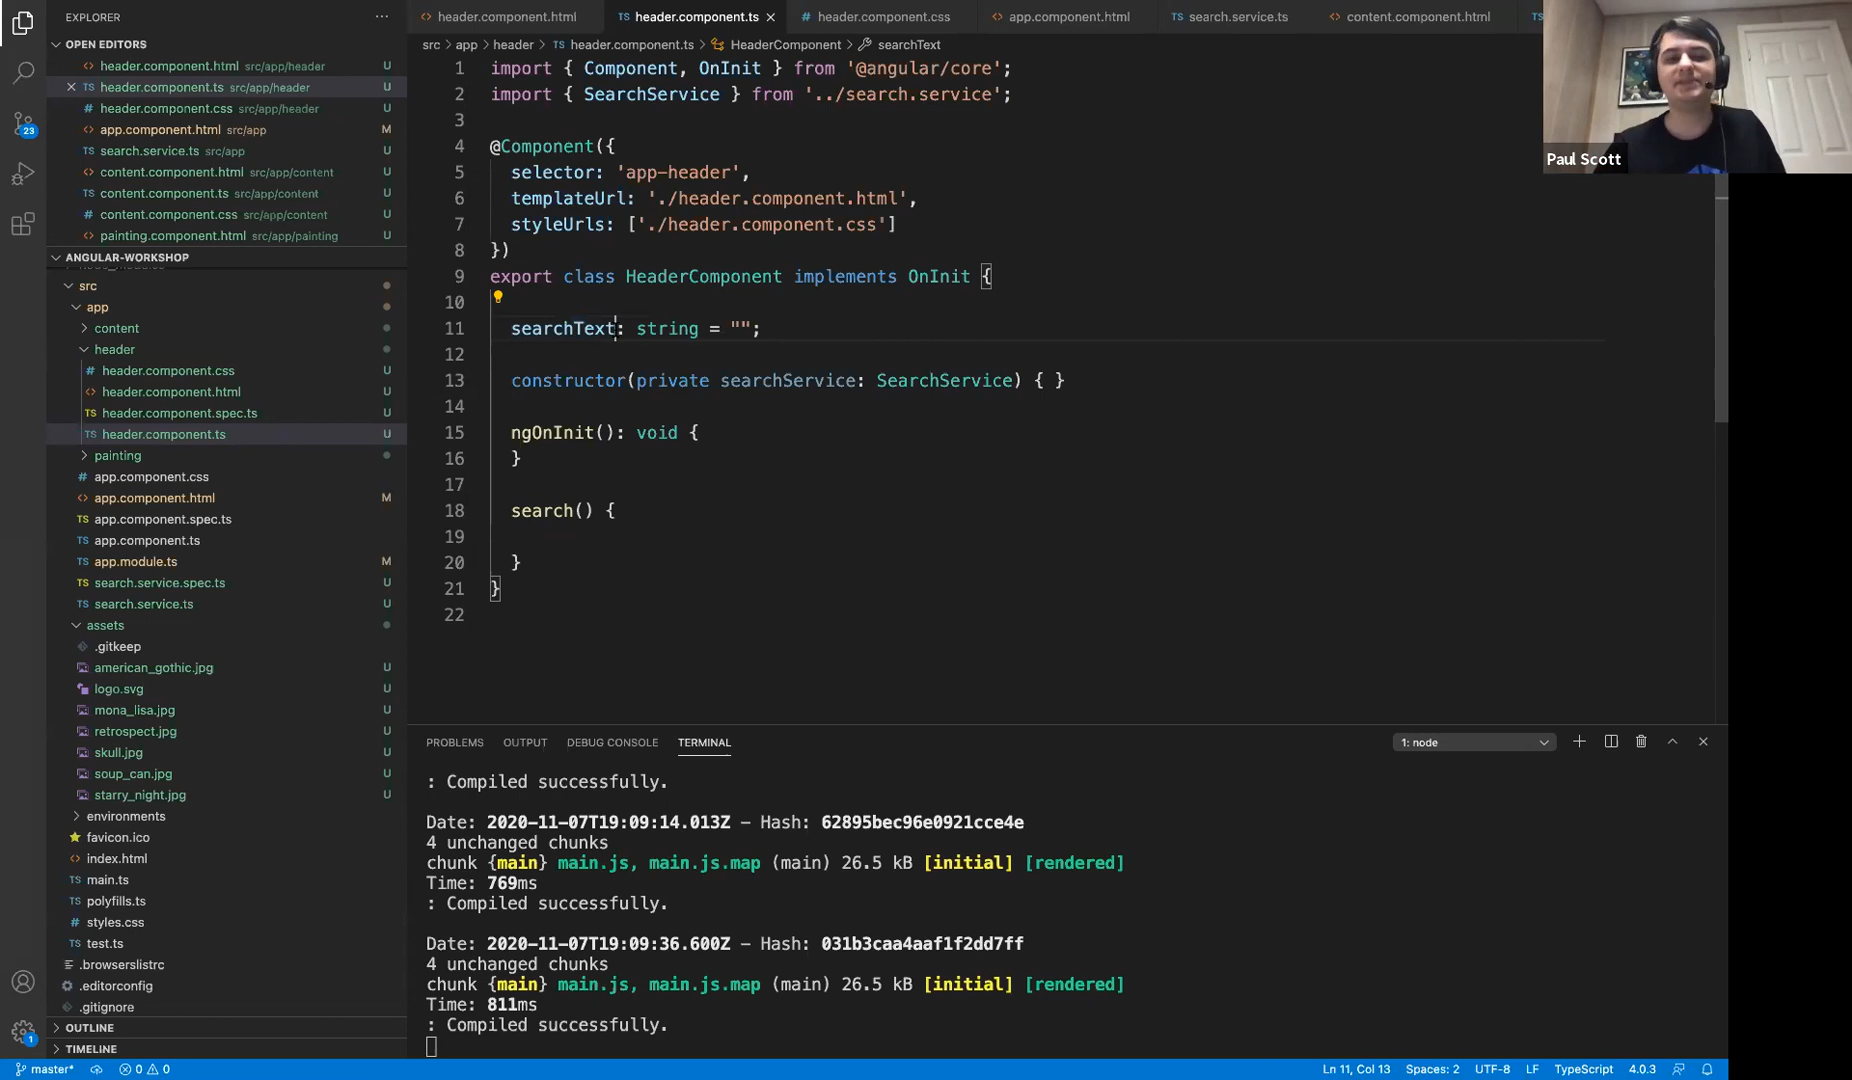 EXPLORER
OPEN EDITORS
header.component.html src/app/header U
header.component.ts src/app/header U
header.component.css src/app/header U
app.component.html src/app M
search.service.ts src/app U
content.component.html src/app/content U
content.component.ts src/app/content U
content.component.css src/app/content U
painting.component.html src/app/painting U
ANGULAR-WORKSHOP
src
app
content
header
header.component.css U
header.component.html U
header.component.spec.ts U
header.component.ts U
painting
app.component.css
app.component.html M
app.component.spec.ts
app.component.ts
app.module.ts M
search.service.spec.ts U
search.service.ts U
assets
.gitkeep
american_gothic.jpg U
logo.svg U
mona_lisa.jpg U
retrospect.jpg U
skull.jpg U
soup_can.jpg U
starry_night.jpg U
environments
favicon.ico
index.html
main.ts
polyfills.ts
styles.css
test.ts
.browserslistrc
.editorconfig
.gitignore
OUTLINE
TIMELINE
23
1
header.component.html TS header.component.ts header.component.css app.component.html TS search.service.ts content.component.html TS
src > app > header > TS header.component.ts > HeaderComponent > searchText
1 import { Component, OnInit } from '@angular/core';
2 import { SearchService } from '../search.service';
3
4 @Component({
5 selector: 'app-header',
6 templateUrl: './header.component.html',
7 styleUrls: ['./header.component.css']
8 })
9 export class HeaderComponent implements OnInit {
10
11 searchText: string = "";
12
13 constructor(private searchService: SearchService) { }
14
15 ngOnInit(): void {
16 }
17
18 search() {
19
20 }
21 }
22
Paul Scott
PROBLEMS OUTPUT DEBUG CONSOLE TERMINAL 1: node
: Compiled successfully.
Date: 2020-11-07T19:09:14.013Z - Hash: 62895bec96e0921cce4e
4 unchanged chunks
chunk {main} main.js, main.js.map (main) 26.5 kB [initial] [rendered]
Time: 769ms
: Compiled successfully.
Date: 2020-11-07T19:09:36.600Z - Hash: 031b3caa4aaf1f2dd7ff
4 unchanged chunks
chunk {main} main.js, main.js.map (main) 26.5 kB [initial] [rendered]
Time: 811ms
: Compiled successfully.
master* 0 0 Ln 11, Col 13 Spaces: 2 UTF-8 LF TypeScript 4.0.3